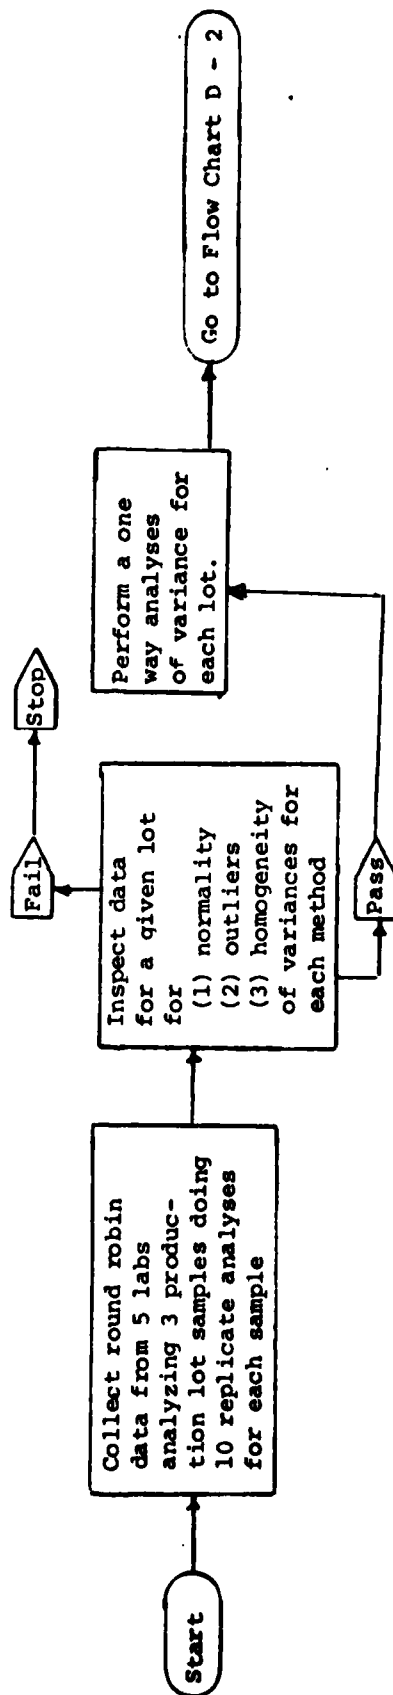 Start
Collect round robin
data from 5 labs
analyzing 3 produc-
tion lot samples doing
10 replicate analyses
for each sample
Inspect data
for a given lot
for
(1) normality
(2) outliers
(3) homogeneity
of variances for
each method
Fail
Stop
Pass
Perform a one
way analyses
of variance for
each lot.
Go to Flow Chart D - 2